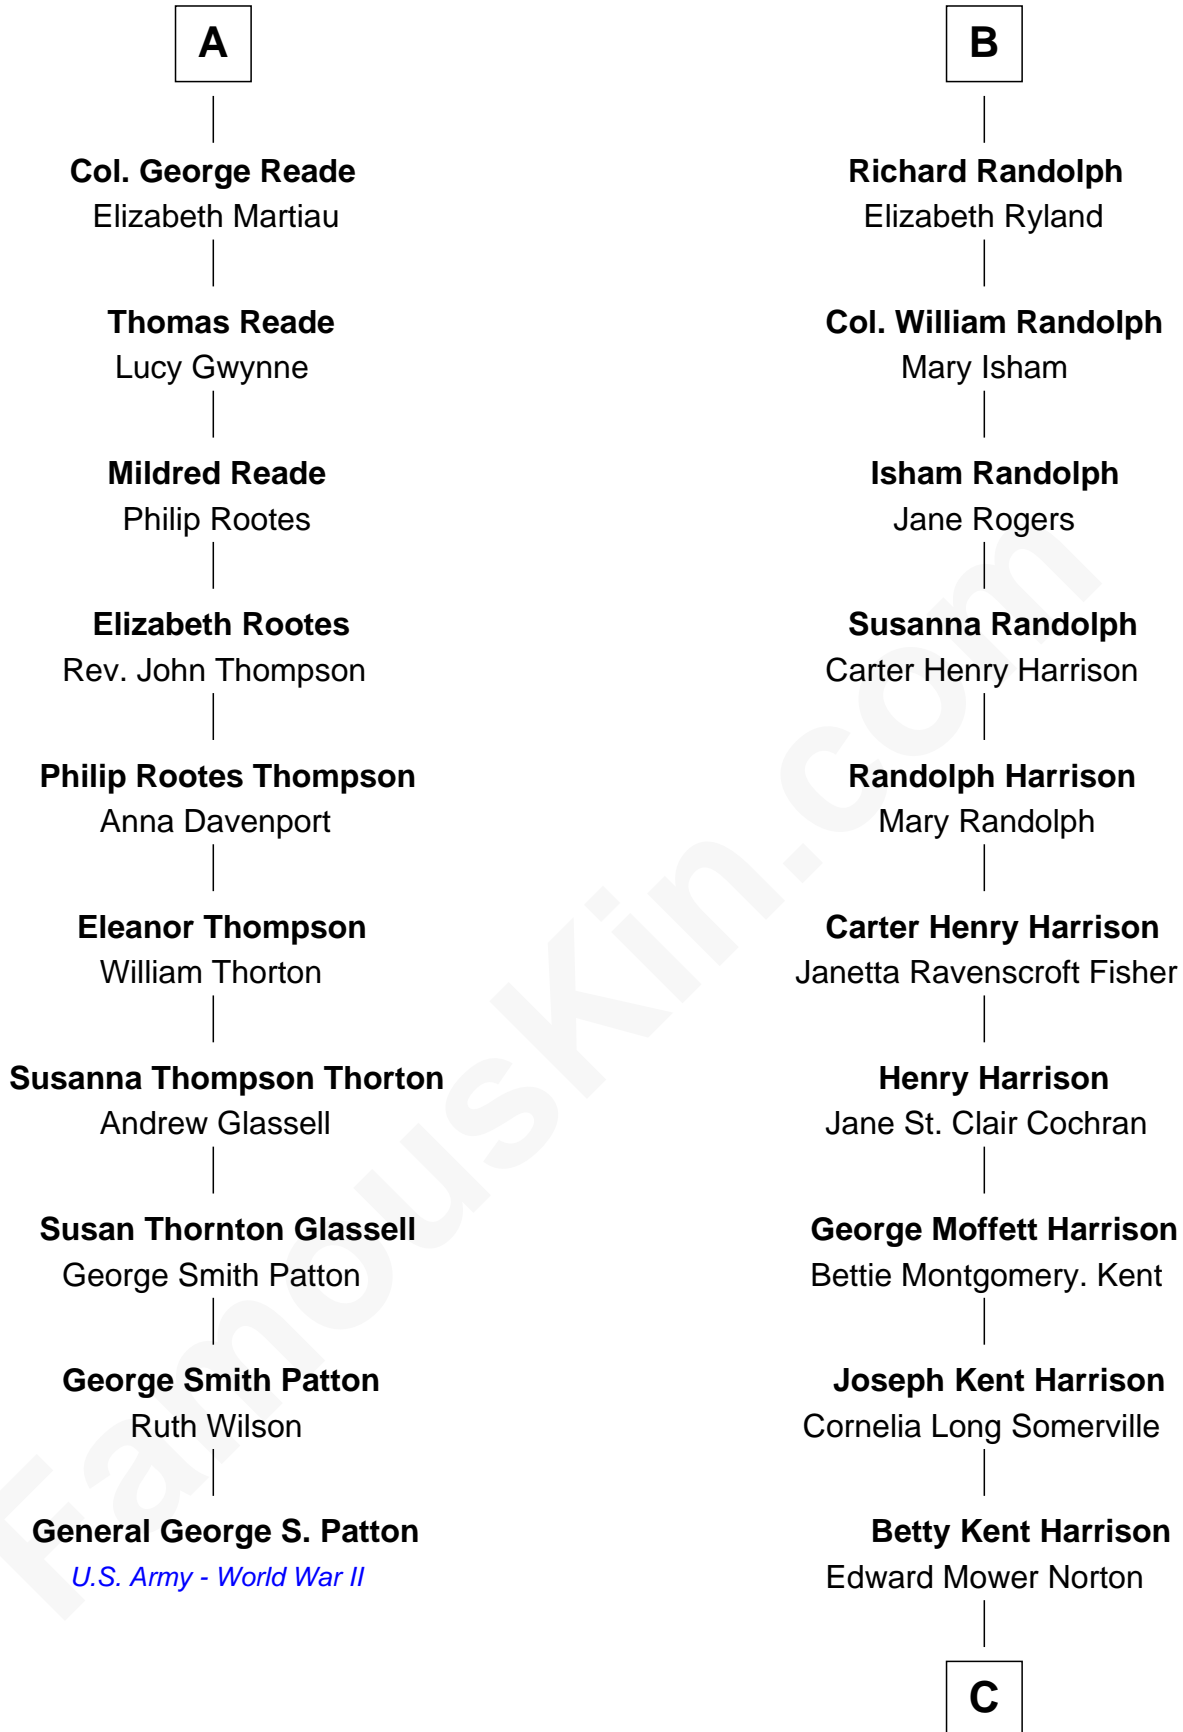 A
Col. George Reade
Elizabeth Martiau
Thomas Reade
Lucy Gwynne
Mildred Reade
Philip Rootes
Elizabeth Rootes
Rev. John Thompson
Philip Rootes Thompson
Anna Davenport
Eleanor Thompson
William Thorton
Susanna Thompson Thorton
Andrew Glassell
Susan Thornton Glassell
George Smith Patton
George Smith Patton
Ruth Wilson
General George S. Patton
U.S. Army - World War II
B
Richard Randolph
Elizabeth Ryland
Col. William Randolph
Mary Isham
Isham Randolph
Jane Rogers
Susanna Randolph
Carter Henry Harrison
Randolph Harrison
Mary Randolph
Carter Henry Harrison
Janetta Ravenscroft Fisher
Henry Harrison
Jane St. Clair Cochran
George Moffett Harrison
Bettie Montgomery. Kent
Joseph Kent Harrison
Cornelia Long Somerville
Betty Kent Harrison
Edward Mower Norton
C
FamousKin.com